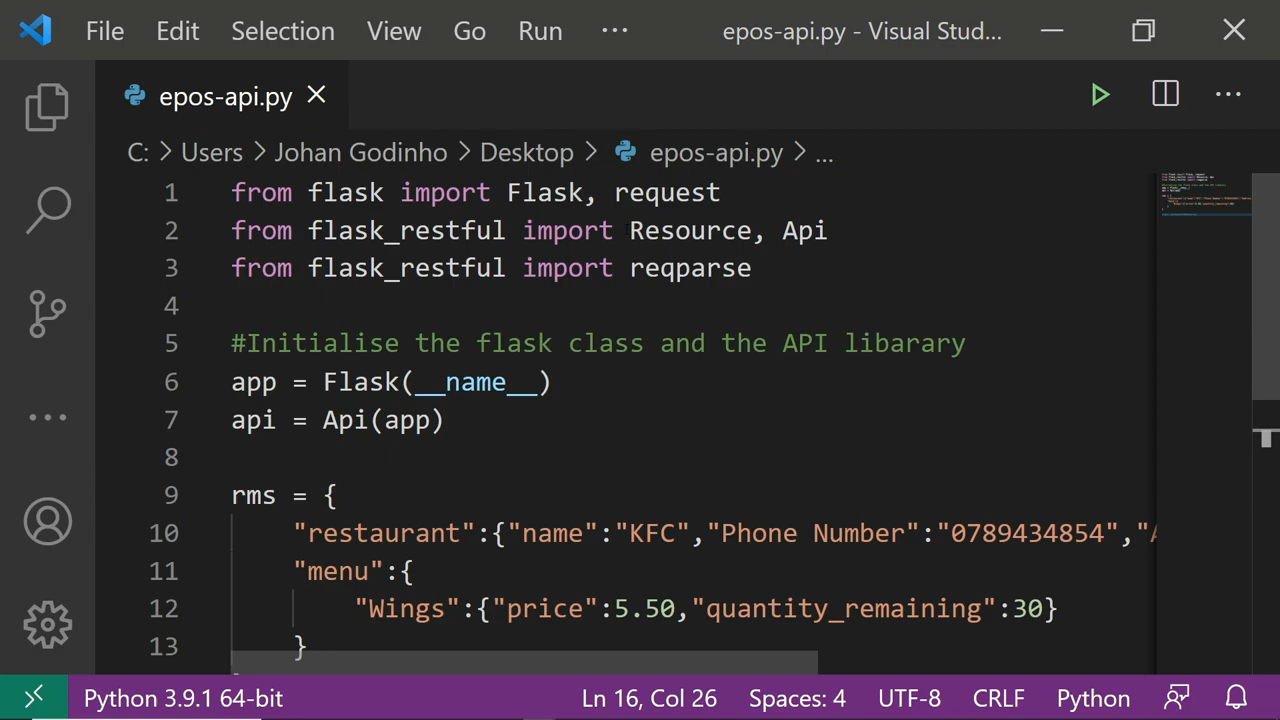 File Edit Selection View Go Run ··· epos-api.py - Visual Stud...
epos-api.py
C: > Users > Johan Godinho > Desktop > epos-api.py > ...
1 from flask import Flask, request
2 from flask_restful import Resource, Api
3 from flask_restful import reqparse
4
5 #Initialise the flask class and the API libarary
6 app = Flask(__name__)
7 api = Api(app)
8
9 rms = {
10 "restaurant":{"name":"KFC","Phone Number":"0789434854","A
11 "menu":{
12 "Wings":{"price":5.50,"quantity_remaining":30}
13 }
Python 3.9.1 64-bit Ln 16, Col 26 Spaces: 4 UTF-8 CRLF Python